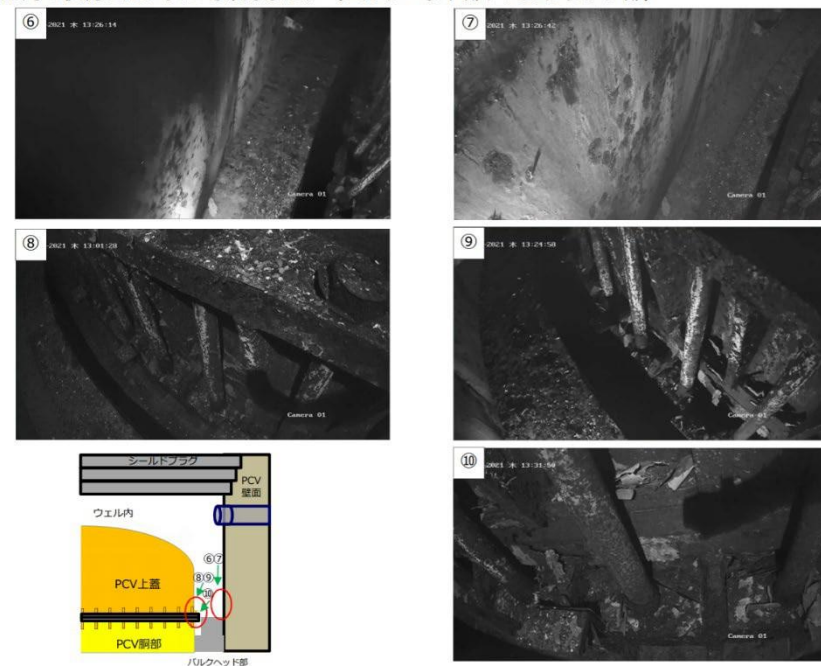 ⑥
-2021 木 13:26:14
Camera 01
⑦
-2021 木 13:26:42
Camera 01
⑧
-2021 木 13:01:28
Camera 01
⑨
-2021 木 13:24:58
Camera 01
シールドプラグ
PCV
壁面
ウェル内
⑥⑦
PCV上蓋
⑧⑨
⑩
PCV胴部
バルクヘッド部
⑩
2021 木 13:31:50
Camera 01